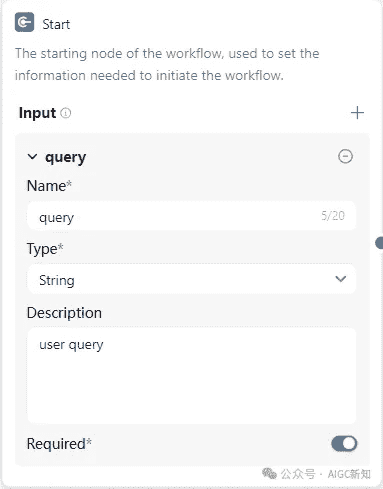 Start
The starting node of the workflow, used to set the
information needed to initiate the workflow.
Input
query
Name*
query 5/20
Type*
String
Description
user query
Required*
公众号 · AIGC新知